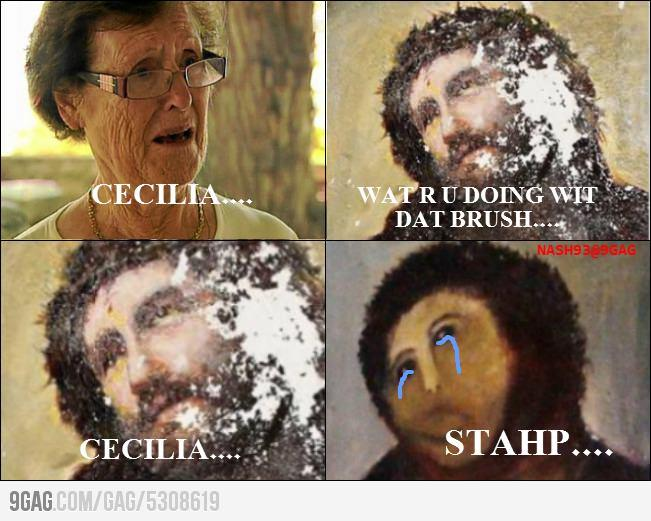 CECILIA....
WAT R U DOING WIT
DAT BRUSH....
CECILIA....
NASH93@9GAG
STAHP....
9GAG.COM/GAG/5308619